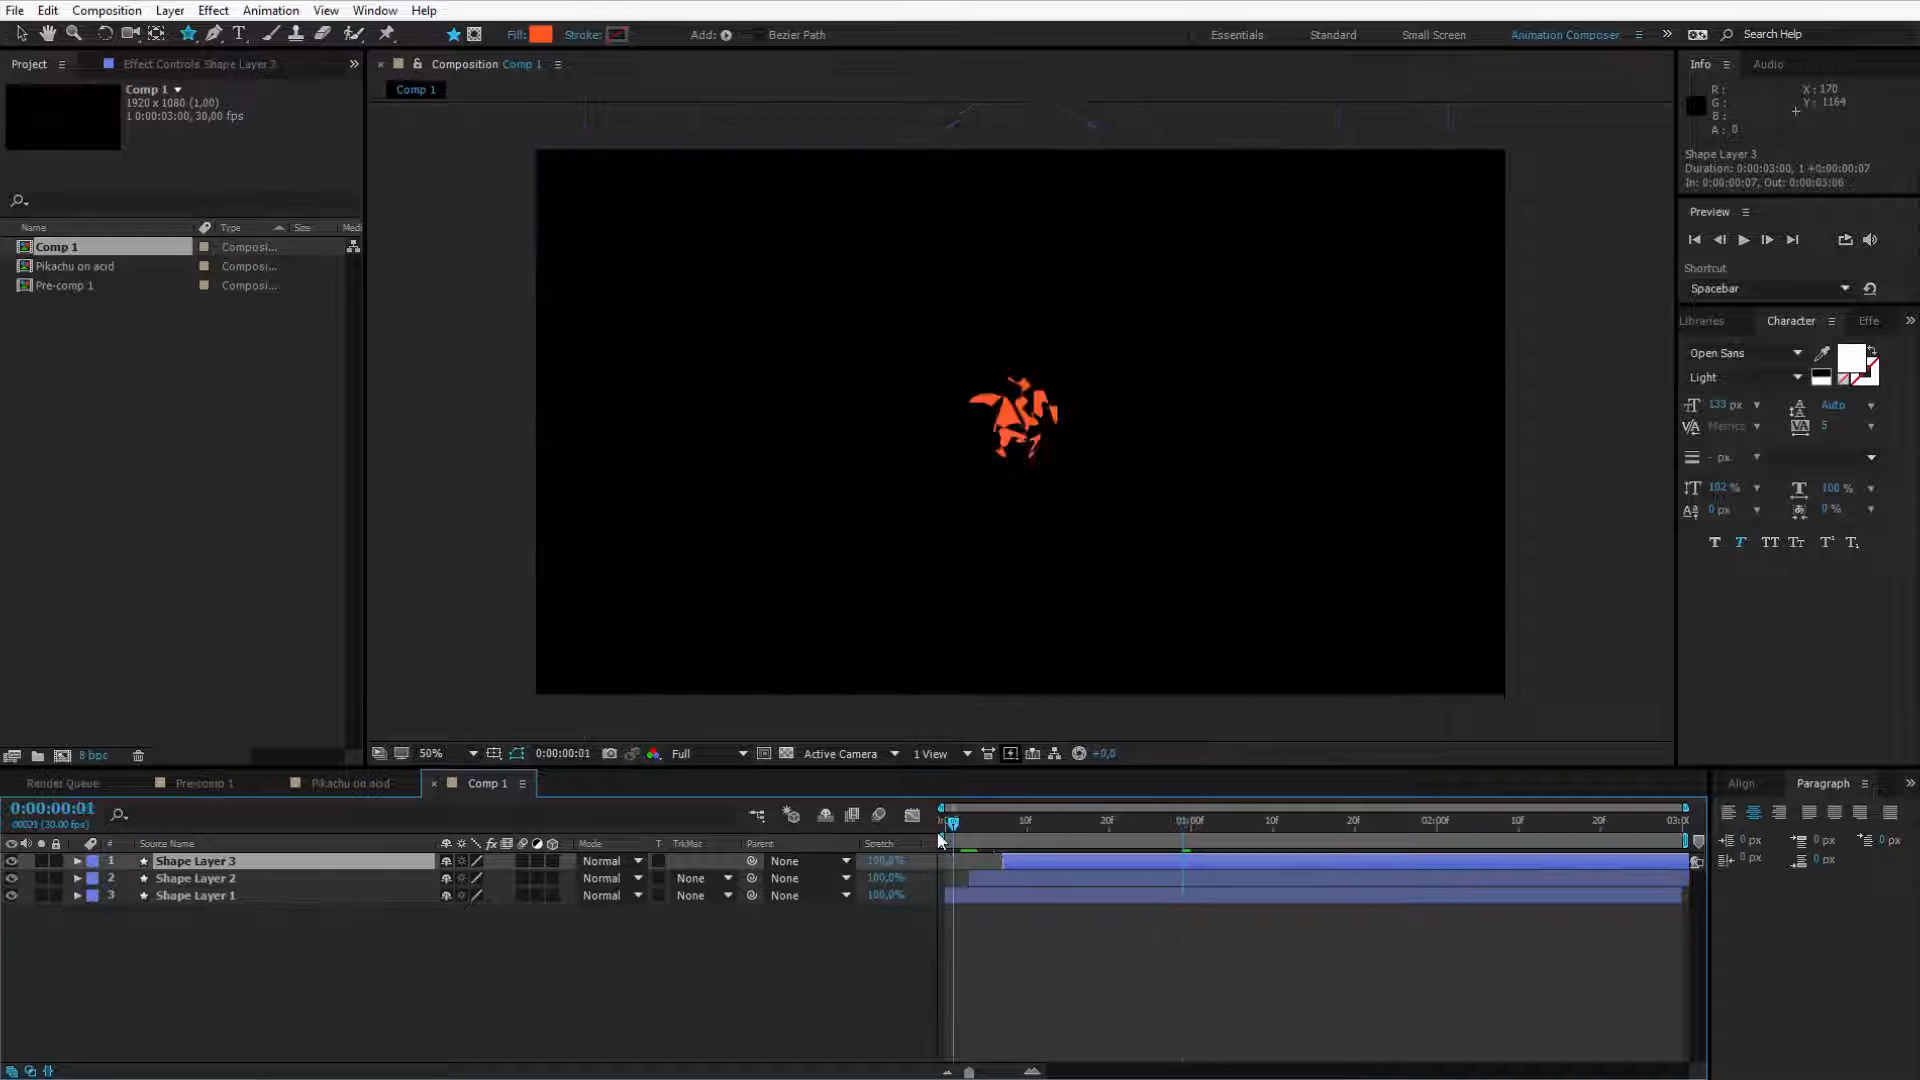 File Edit Composition Layer Effect Animation View Window Help
Fill: Stroke: Add: Bezier Path Essentials Standard Small Screen Animation Composer Search Help
Project Effect Controls Shape Layer 3
Composition Comp 1
Info Audio
Comp 1
1920 x 1080 (1,00)
1 0:00:03:00, 30,00 fps
Comp 1
R:
G:
B:
A: 0
X: 170
Y: 1164
Shape Layer 3
Duration: 0:00:03:00, 1 +0:00:00:07
In: 0:00:00:07, Out: 0:00:03:06
Preview
Shortcut
Spacebar
Name Type Size Medi
Comp 1 Composi...
Pikachu on acid Composi...
Pre-comp 1 Composi...
Libraries Character Effe
Open Sans
Light
133 px Auto
Metrics 5
- px
102 % 100 %
0 px 0 %
T T TT Tт T¹ T₁
8 bpc
50% 0:00:00:01 Full Active Camera 1 View +0,0
Render Queue Pre-comp 1 Pikachu on acid Comp 1
Align Paragraph
0:00:00:01
00001 (30.00 fps)
10f 20f 01:00f 10f 20f 02:00f 10f 20f 03:0
# Source Name Mode T TrkMat Parent Stretch
1 Shape Layer 3 Normal None 100,0%
2 Shape Layer 2 Normal None None 100,0%
3 Shape Layer 1 Normal None None 100,0%
0 px 0 px 0 px
0 px 0 px